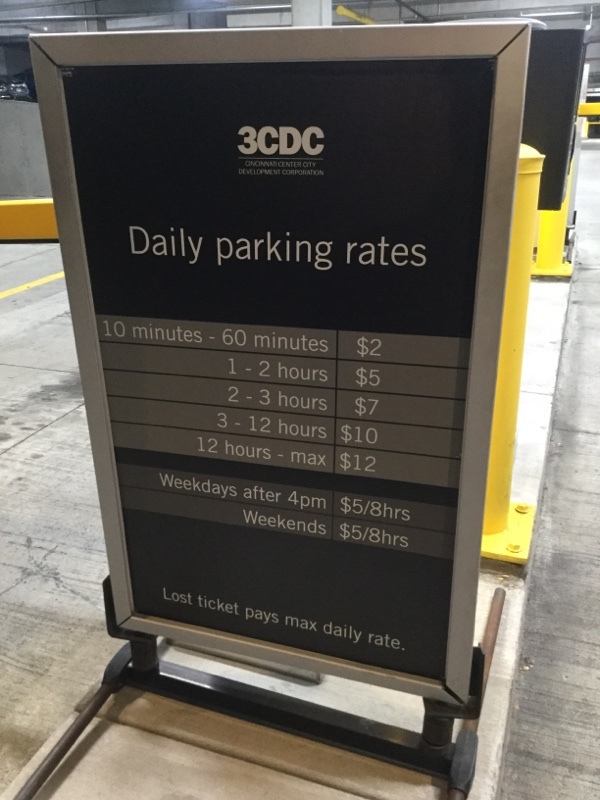 3CDC
CINCINNATI CENTER CITY
DEVELOPMENT CORPORATION
Daily parking rates
10 minutes - 60 minutes $2
1 - 2 hours $5
2 - 3 hours $7
3 - 12 hours $10
12 hours - max $12
Weekdays after 4pm $5/8hrs
Weekends $5/8hrs
Lost ticket pays max daily rate.